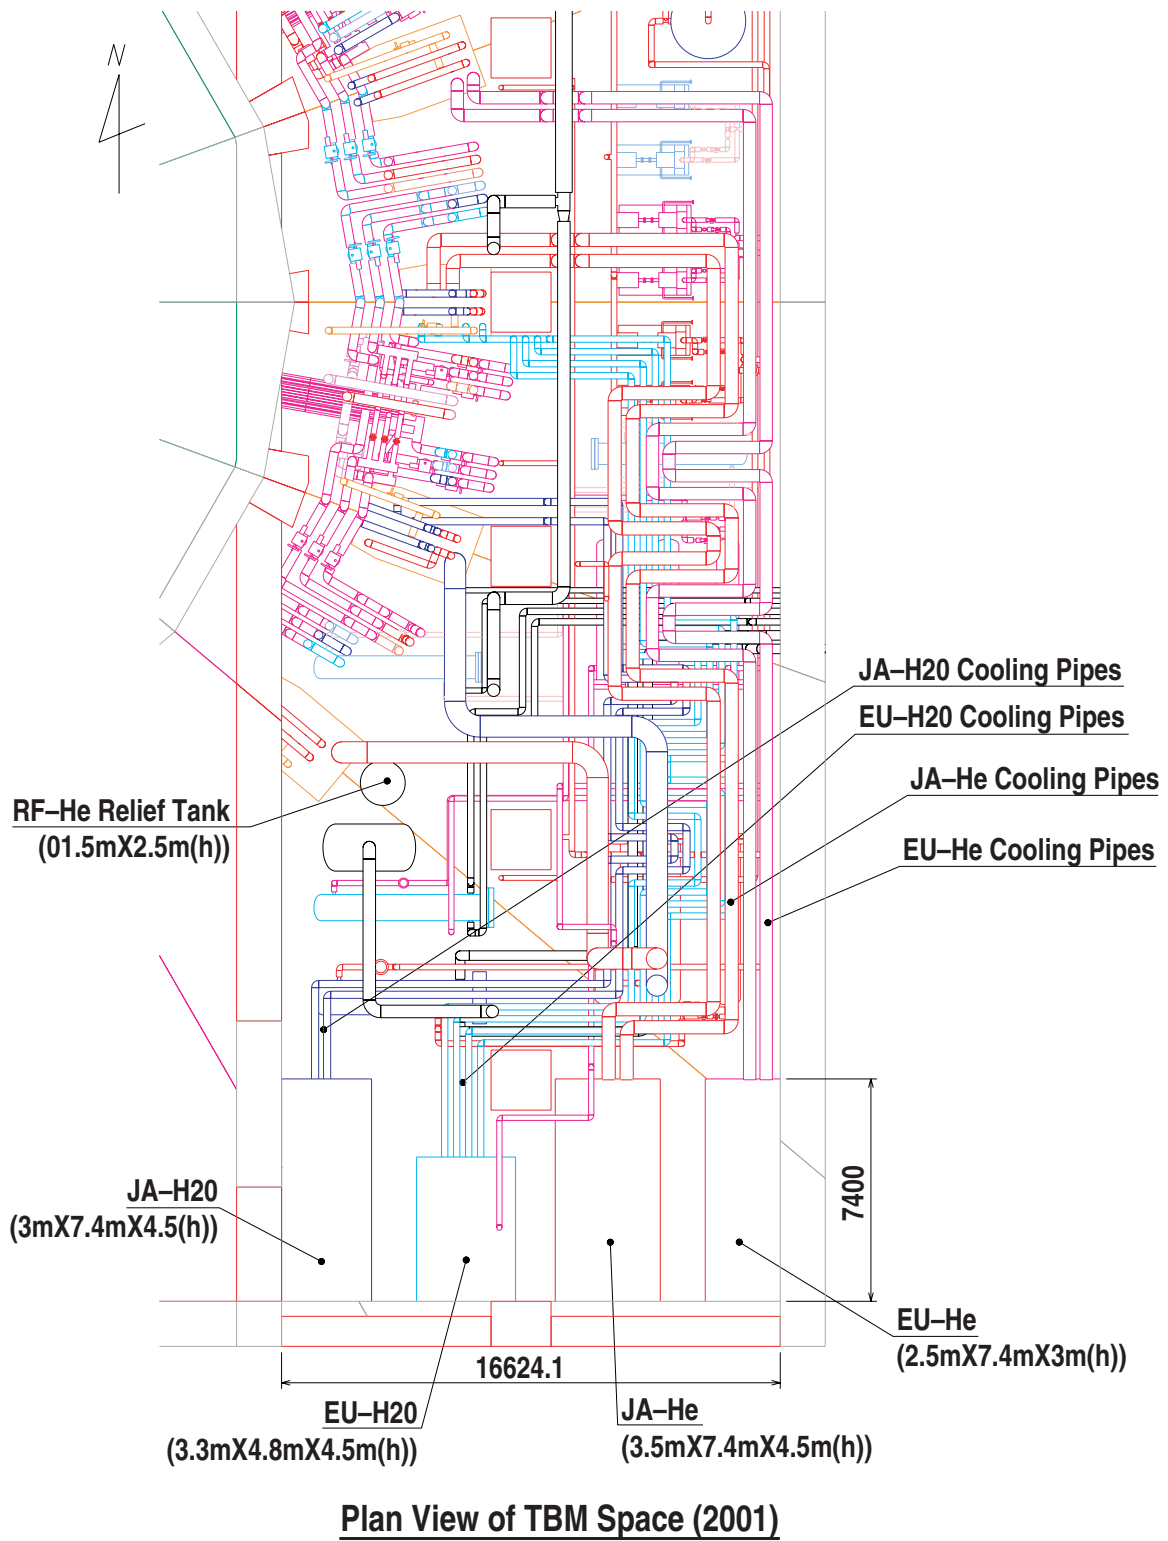 N
JA–H20 Cooling Pipes
EU–H20 Cooling Pipes
JA–He Cooling Pipes
RF–He Relief Tank
(01.5mX2.5m(h))
EU–He Cooling Pipes
JA–H20
(3mX7.4mX4.5(h))
7400
EU–He
(2.5mX7.4mX3m(h))
16624.1
EU–H20
(3.3mX4.8mX4.5m(h))
JA–He
(3.5mX7.4mX4.5m(h))
Plan View of TBM Space (2001)